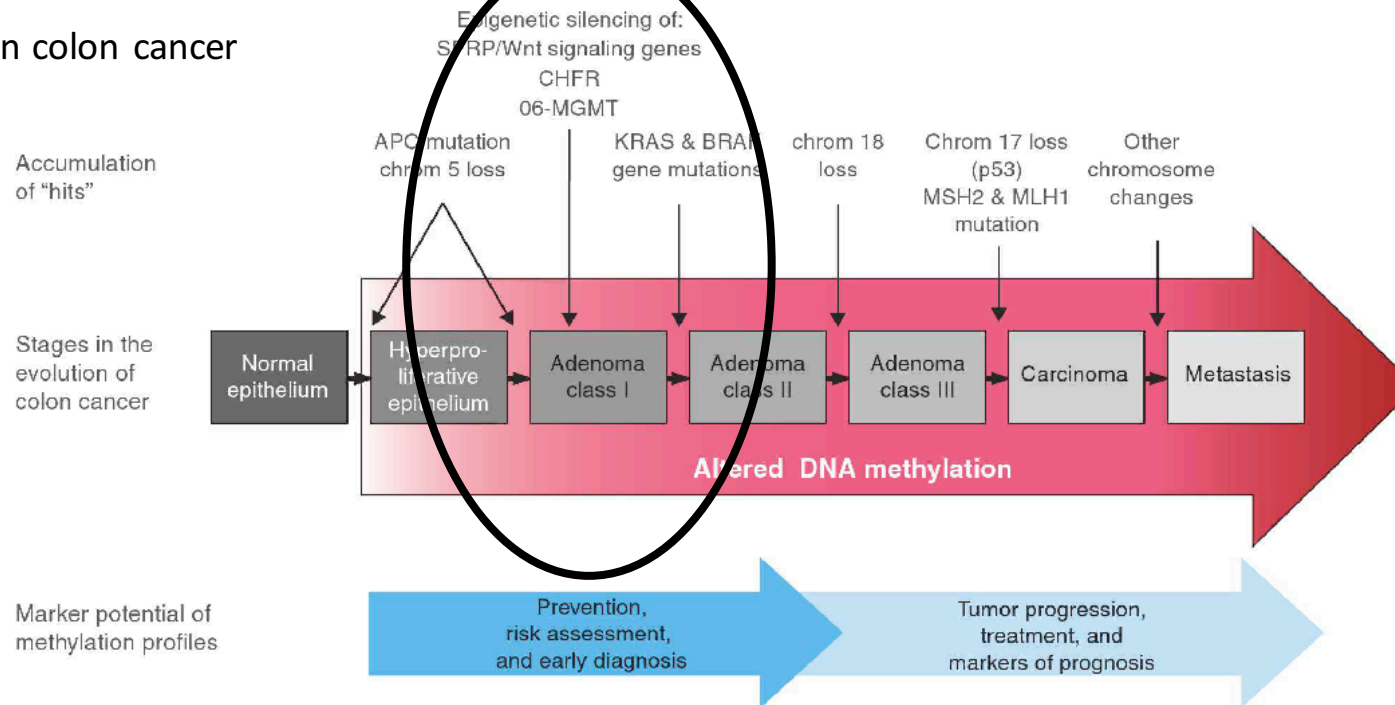 n colon cancer
Epigenetic silencing of:
SFRP/Wnt signaling genes
CHFR
06-MGMT
Accumulation
of "hits"
APC mutation
chrom 5 loss
KRAS & BRAF
gene mutations
chrom 18
loss
Chrom 17 loss
(p53)
MSH2 & MLH1
mutation
Other
chromosome
changes
Stages in the
evolution of
colon cancer
Normal
epithelium
Hyperpro-
liferative
epithelium
Adenoma
class I
Adenoma
class II
Adenoma
class III
Carcinoma
Metastasis
Altered DNA methylation
Marker potential of
methylation profiles
Prevention,
risk assessment,
and early diagnosis
Tumor progression,
treatment, and
markers of prognosis